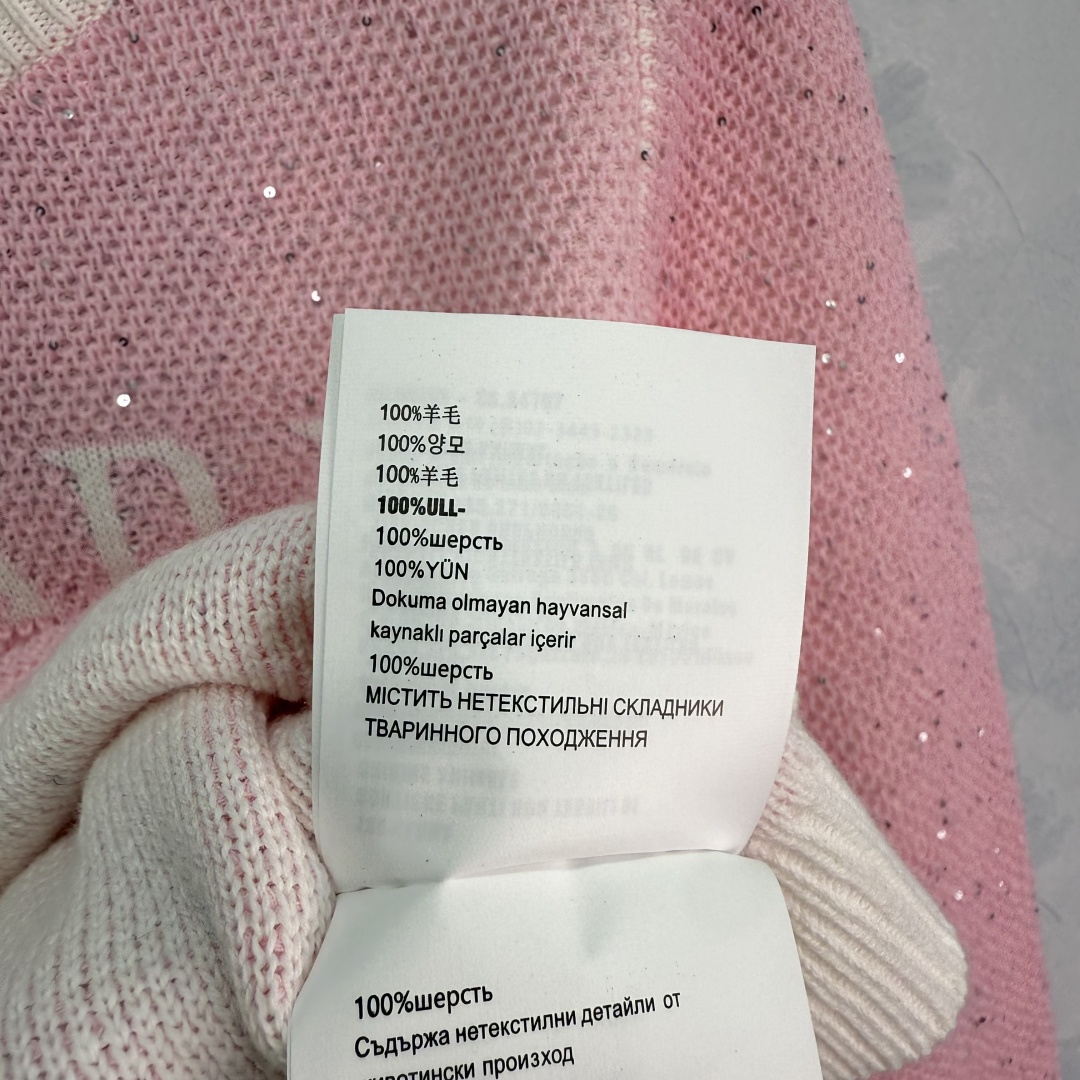 100%羊毛
100%양모
100%羊毛
100%ULL-
100%шерсть
100%YÜN
Dokuma olmayan hayvansal
kaynaklı parçalar içerir
100%шерсть
МІСТИТЬ НЕТЕКСТИЛЬНІ СКЛАДНИКИ
ТВАРИННОГО ПОХОДЖЕННЯ
100%шерсть
Съдържа нетекстилни детайли от
произход